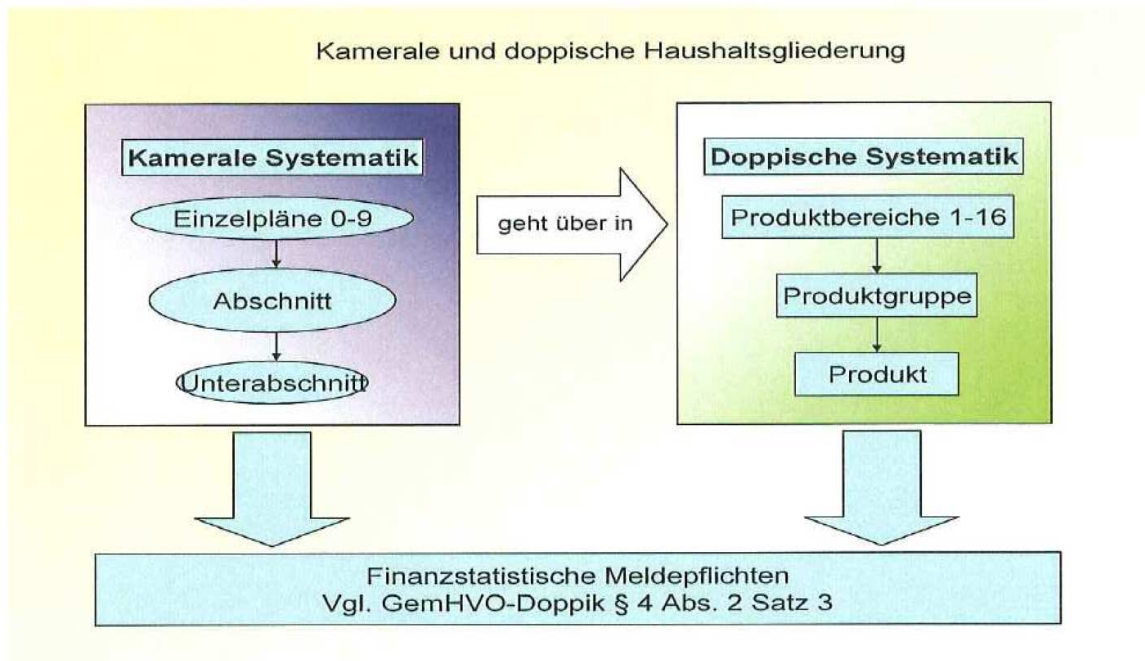 Kamerale und doppische Haushaltsgliederung
Kamerale Systematik
Einzelpläne 0-9
Abschnitt
Unterabschnitt
geht über in
Doppische Systematik
Produktbereiche 1-16
Produktgruppe
Produkt
Finanzstatistische Meldepflichten
Vgl. GemHVO-Doppik § 4 Abs. 2 Satz 3